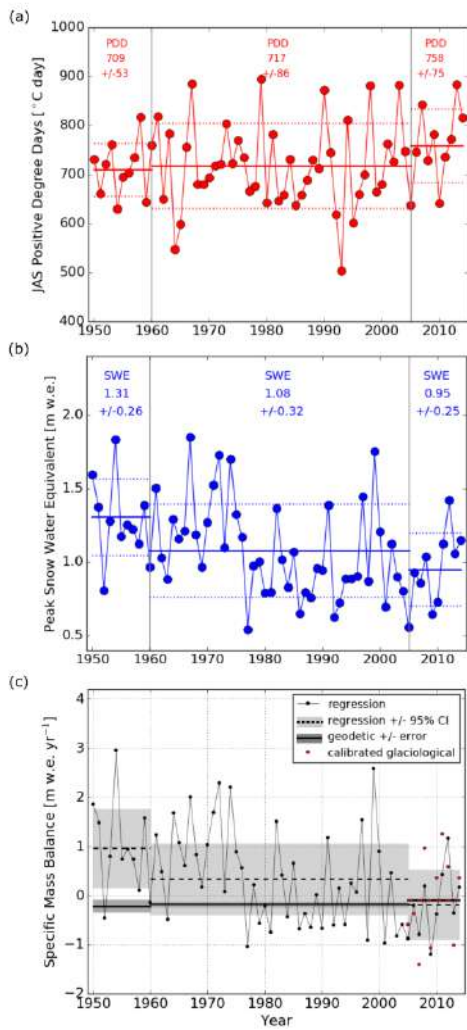 (a)
PDD
709
+/-53
PDD
717
+/-86
PDD
758
+/-75
JAS Positive Degree Days [°C day]
1000
900
800
700
600
500
400
1950 1960 1970 1980 1990 2000 2010
(b)
SWE
1.31
+/-0.26
SWE
1.08
+/-0.32
SWE
0.95
+/-0.25
Peak Snow Water Equivalent [m w.e.]
2.0
1.5
1.0
0.5
1950 1960 1970 1980 1990 2000 2010
(c)
regression
regression +/- 95% CI
geodetic +/- error
calibrated glaciological
Specific Mass Balance [m w.e. yr⁻¹]
4
3
2
1
0
−1
−2
1950 1960 1970 1980 1990 2000 2010
Year